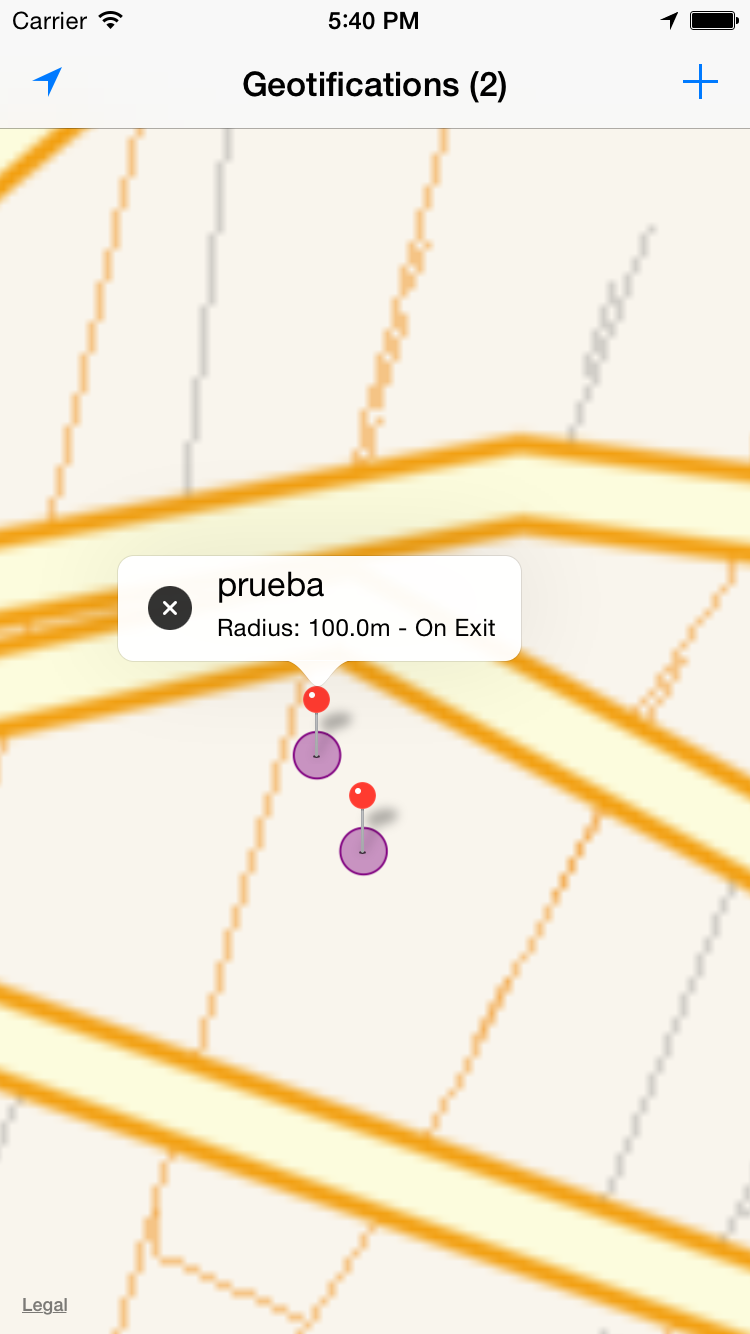 Carrier 5:40 PM
Geotifications (2)
prueba
Radius: 100.0m - On Exit
Legal